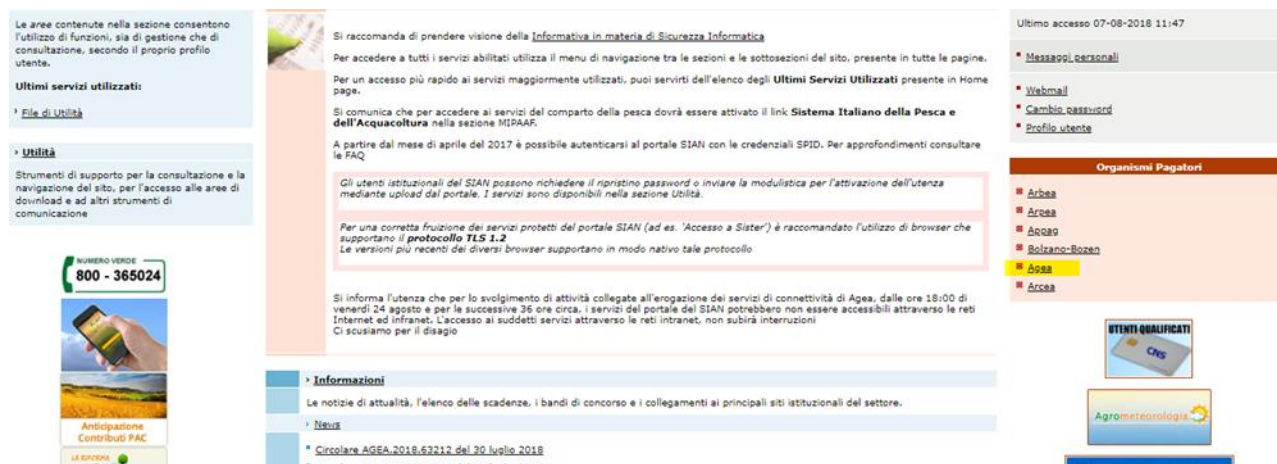 Le aree contenute nella sezione consentono
l'utilizzo di funzioni, sia di gestione che di
consultazione, secondo il proprio profilo
utente.
Ultimi servizi utilizzati:
File di Utilità
Utilità
Strumenti di supporto per la consultazione e la
navigazione del sito, per l'accesso alle aree di
download e ad altri strumenti di
comunicazione
NUMERO VERDE
800 - 365024
Anticipazione
Contributi PAC
Si raccomanda di prendere visione della Informativa in materia di Sicurezza Informatica
Per accedere a tutti i servizi abilitati utilizza il menu di navigazione tra le sezioni e le sottosezioni del sito, presente in tutte le pagine.
Per un accesso più rapido ai servizi maggiormente utilizzati, puoi servirti dell'elenco degli Ultimi Servizi Utilizzati presente in Home
page.
Si comunica che per accedere ai servizi del comparto della pesca dovrà essere attivato il link Sistema Italiano della Pesca e
dell'Acquacoltura nella sezione MIPAAF.
A partire dal mese di aprile del 2017 è possibile autenticarsi al portale SIAN con le credenziali SPID. Per approfondimenti consultare
le FAQ
Gli utenti istituzionali del SIAN possono richiedere il ripristino password o inviare la modulistica per l'attivazione dell'utenza
mediante upload dal portale. I servizi sono disponibili nella sezione Utilità.
Per una corretta fruizione dei servizi protetti del portale SIAN (ad es. 'Accesso a Sister') è raccomandato l'utilizzo di browser che
supportano il protocollo TLS 1.2
Le versioni più recenti dei diversi browser supportano in modo nativo tale protocollo
Si informa l'utenza che per lo svolgimento di attività collegate all'erogazione dei servizi di connettività di Agea, dalle ore 18:00 di
venerdì 24 agosto e per le successive 36 ore circa, i servizi del portale del SIAN potrebbero non essere accessibili attraverso le reti
Internet ed infranet. L'accesso ai suddetti servizi attraverso le reti intranet, non subirà interruzioni
Ci scusiamo per il disagio
Informazioni
Le notizie di attualità, l'elenco delle scadenze, i bandi di concorso e i collegamenti ai principali siti istituzionali del settore.
News
Circolare AGEA.2018.63212 del 30 luglio 2018
Ultimo accesso 07-08-2018 11:47
Messaggi personali
Webmail
Cambio password
Profilo utente
Organismi Pagatori
Arbea
Arpea
Appag
Bolzano-Bozen
Agea
Arcea
UTENTI QUALIFICATI
CNS
Agrometeorologia